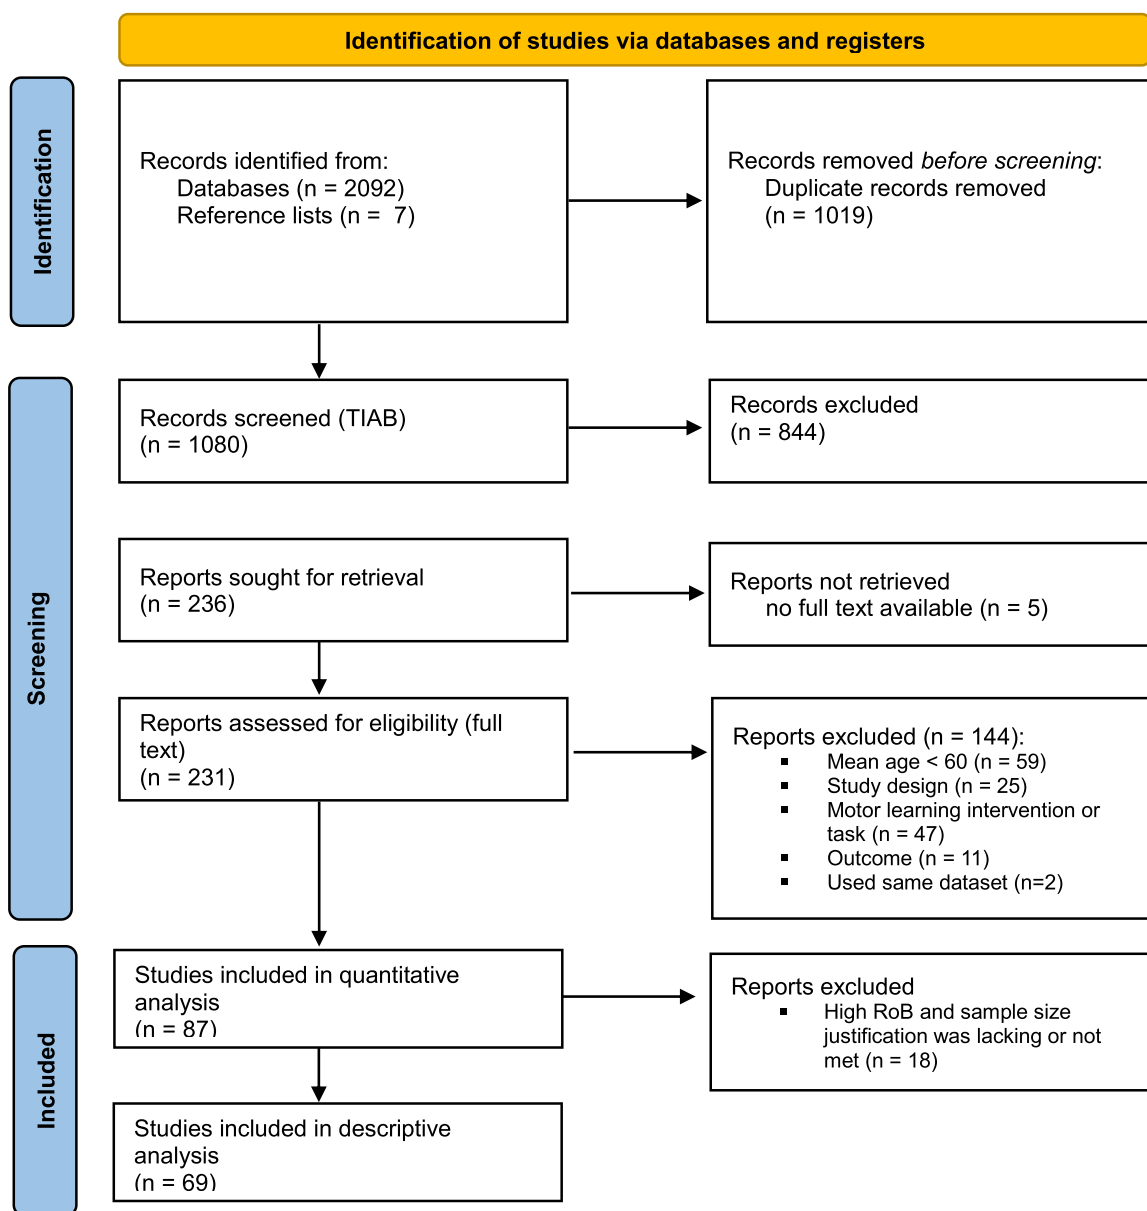 Identification of studies via databases and registers
Identification
Records identified from:
Databases (n = 2092)
Reference lists (n =  7)
Records removed before screening:
Duplicate records removed
(n = 1019)
Screening
Records screened (TIAB)
(n = 1080)
Records excluded
(n = 844)
Reports sought for retrieval
(n = 236)
Reports not retrieved
no full text available (n = 5)
Reports assessed for eligibility (full
text)
(n = 231)
Reports excluded (n = 144):
▪ Mean age < 60 (n = 59)
▪ Study design (n = 25)
▪ Motor learning intervention or
task (n = 47)
▪ Outcome (n = 11)
▪ Used same dataset (n=2)
Included
Studies included in quantitative
analysis
(n = 87)
Reports excluded
▪ High RoB and sample size
justification was lacking or not
met (n = 18)
Studies included in descriptive
analysis
(n = 69)